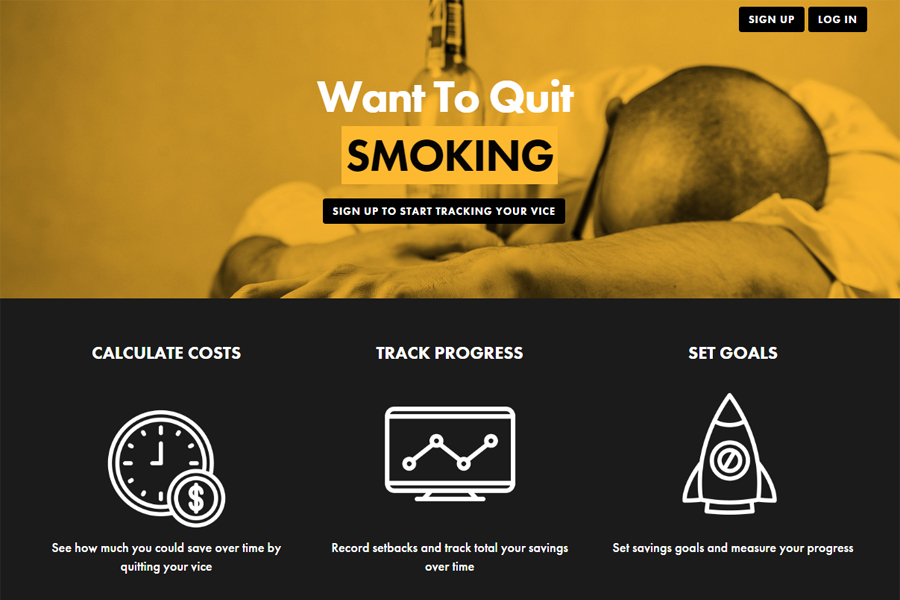 SIGN UP LOG IN
Want To Quit
SMOKING
SIGN UP TO START TRACKING YOUR VICE
CALCULATE COSTS
TRACK PROGRESS
SET GOALS
$
See how much you could save over time by
quitting your vice
Record setbacks and track total your savings
over time
Set savings goals and measure your progress